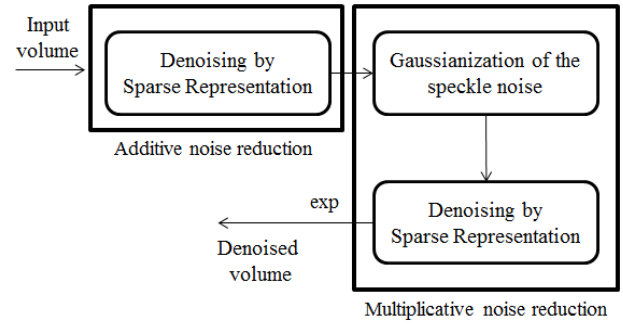 Input
volume
Denoising by
Sparse Representation
Additive noise reduction
Gaussianization of the
speckle noise
Denoising by
Sparse Representation
exp
Denoised
volume
Multiplicative noise reduction